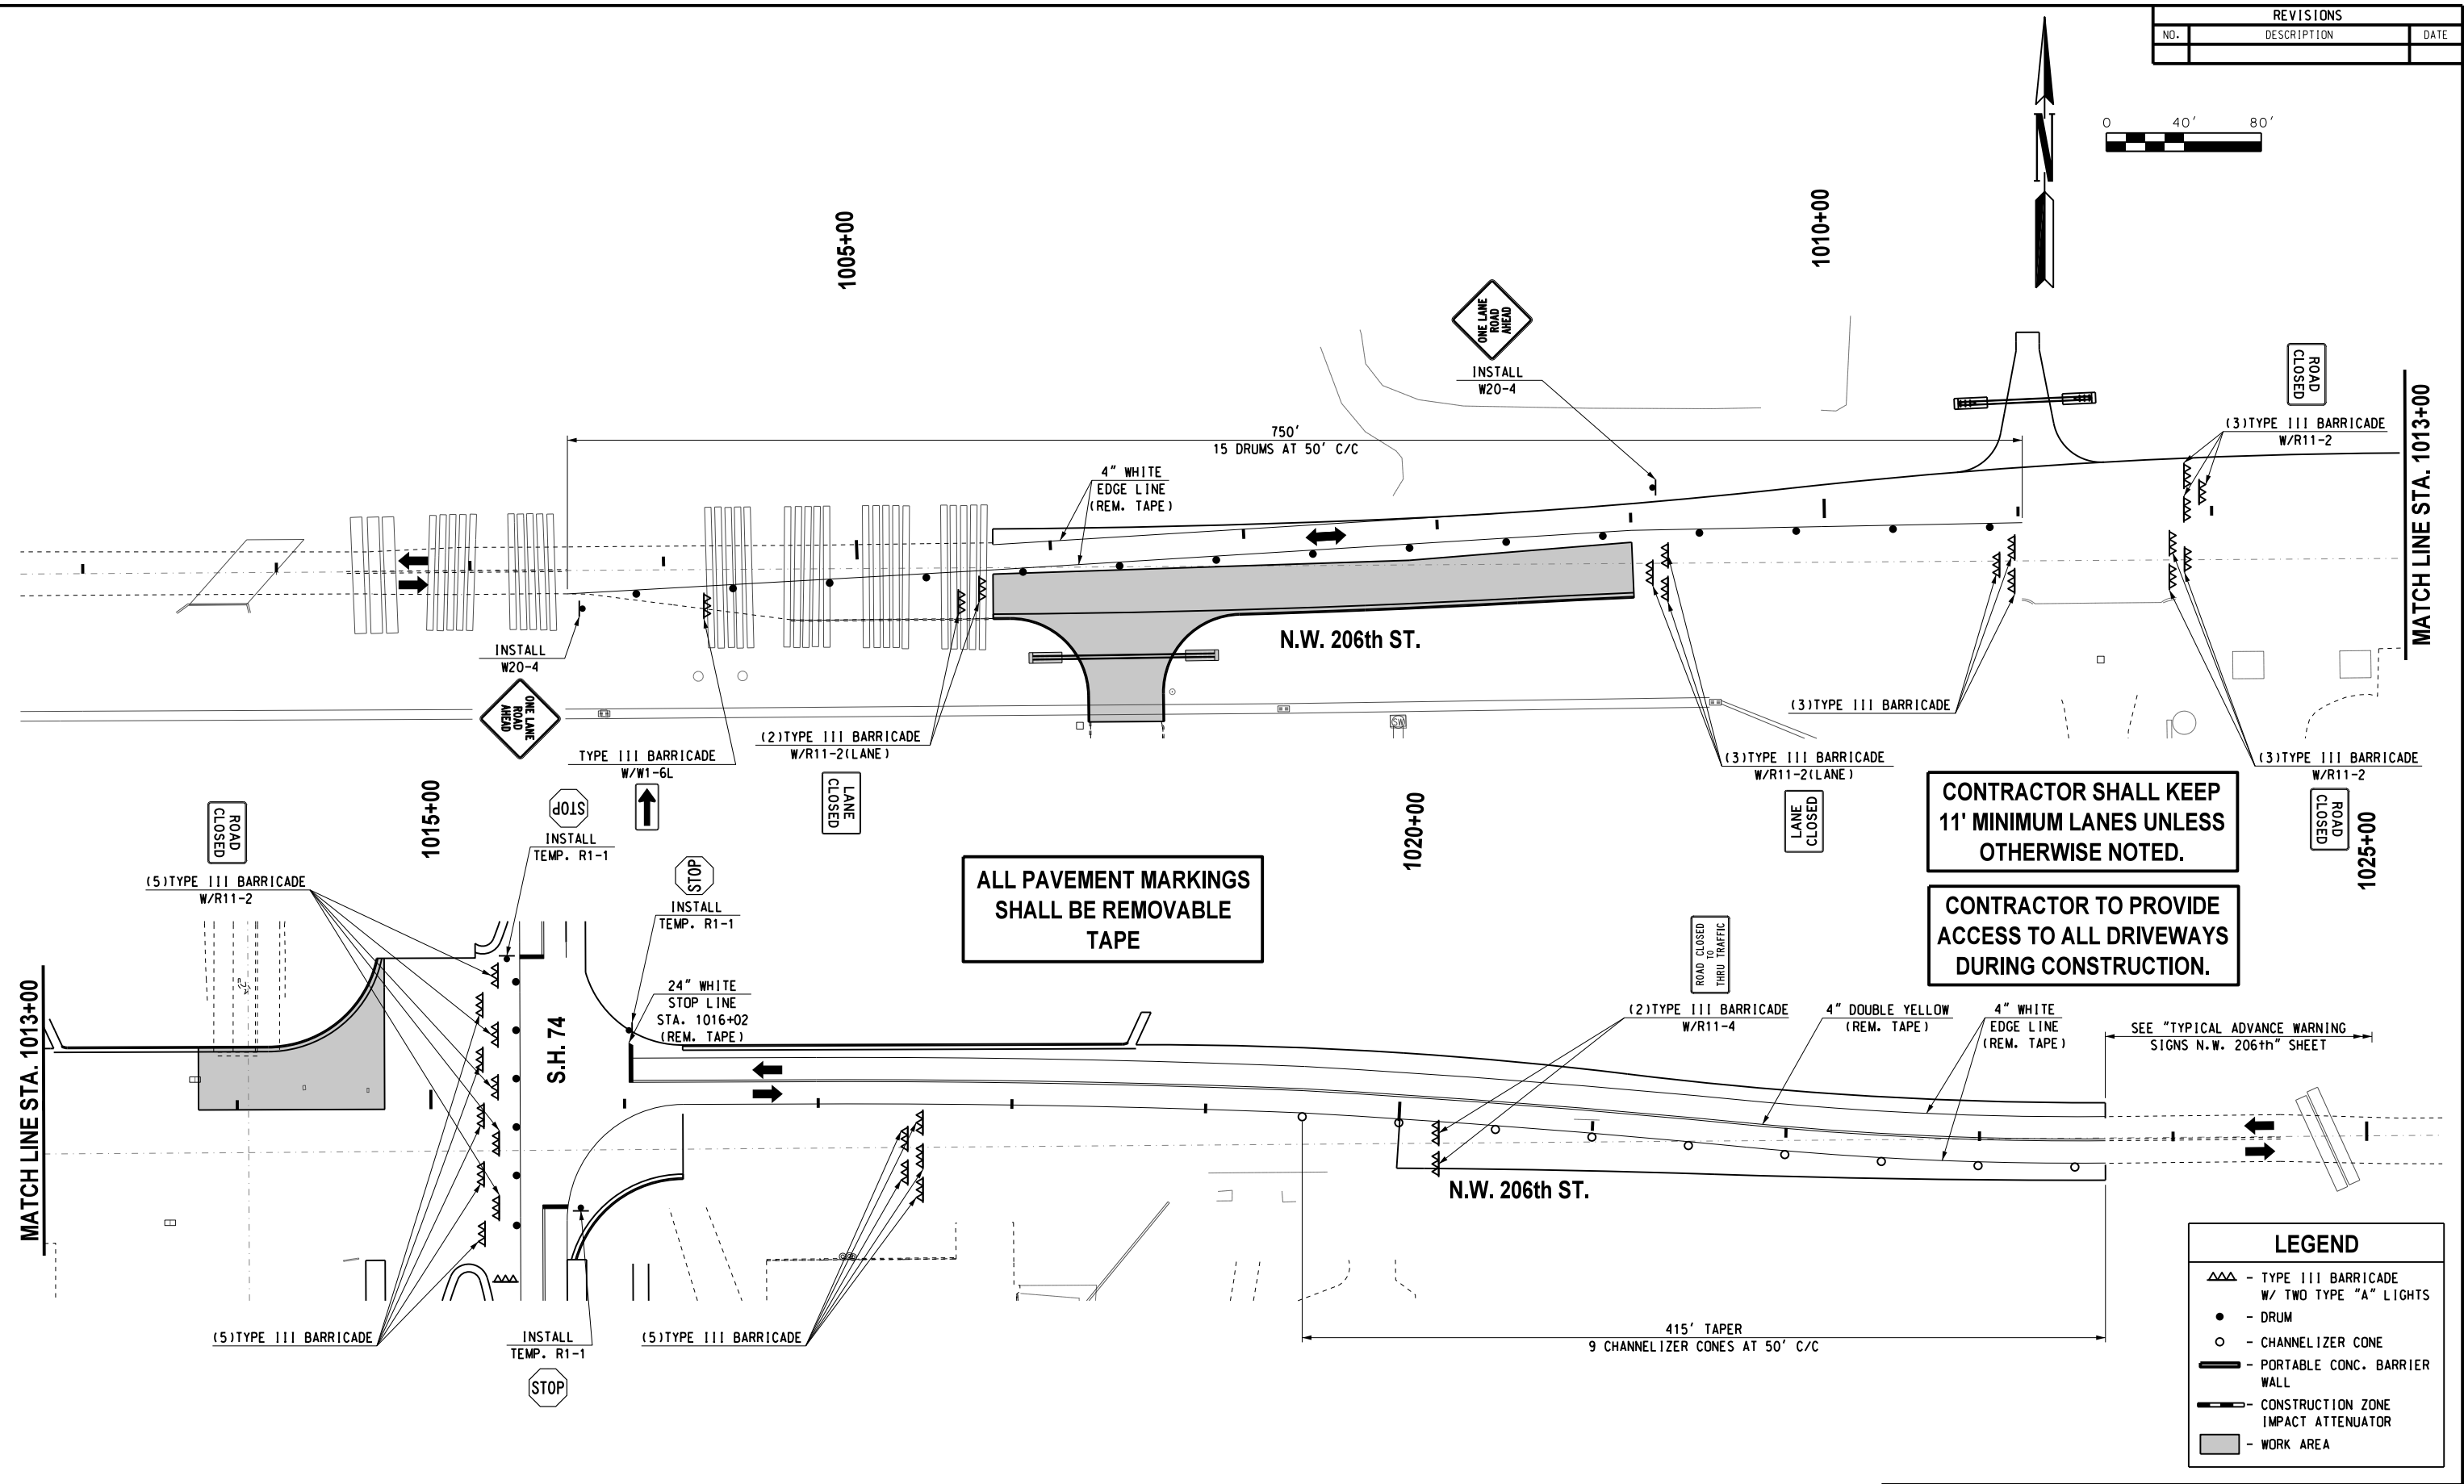 REVISIONS
NO. DESCRIPTION DATE
0 40' 80'
N
1005+00
1010+00
ONE LANE
ROAD
AHEAD
INSTALL
W20-4
ROAD
CLOSED
(3)TYPE III BARRICADE
W/R11-2
MATCH LINE STA. 1013+00
750'
15 DRUMS AT 50' C/C
4" WHITE
EDGE LINE
(REM. TAPE)
N.W. 206th ST.
INSTALL
W20-4
ONE LANE
ROAD
AHEAD
SW
TYPE III BARRICADE
W/W1-6L
(2)TYPE III BARRICADE
W/R11-2(LANE)
LANE
CLOSED
(3)TYPE III BARRICADE
(3)TYPE III BARRICADE
W/R11-2(LANE)
LANE
CLOSED
(3)TYPE III BARRICADE
W/R11-2
ROAD
CLOSED
CONTRACTOR SHALL KEEP
11' MINIMUM LANES UNLESS
OTHERWISE NOTED.
CONTRACTOR TO PROVIDE
ACCESS TO ALL DRIVEWAYS
DURING CONSTRUCTION.
ALL PAVEMENT MARKINGS
SHALL BE REMOVABLE
TAPE
1015+00
1020+00
1025+00
ROAD
CLOSED
(5)TYPE III BARRICADE
W/R11-2
STOP
INSTALL
TEMP. R1-1
STOP
INSTALL
TEMP. R1-1
24" WHITE
STOP LINE
STA. 1016+02
(REM. TAPE)
MATCH LINE STA. 1013+00
S.H. 74
ROAD CLOSED
TO
THRU TRAFFIC
(2)TYPE III BARRICADE
W/R11-4
4" DOUBLE YELLOW
(REM. TAPE)
4" WHITE
EDGE LINE
(REM. TAPE)
SEE "TYPICAL ADVANCE WARNING
SIGNS N.W. 206th" SHEET
N.W. 206th ST.
(5)TYPE III BARRICADE
INSTALL
TEMP. R1-1
STOP
(5)TYPE III BARRICADE
415' TAPER
9 CHANNELIZER CONES AT 50' C/C
LEGEND
- TYPE III BARRICADE
W/ TWO TYPE "A" LIGHTS
- DRUM
- CHANNELIZER CONE
- PORTABLE CONC. BARRIER
WALL
- CONSTRUCTION ZONE
IMPACT ATTENUATOR
- WORK AREA